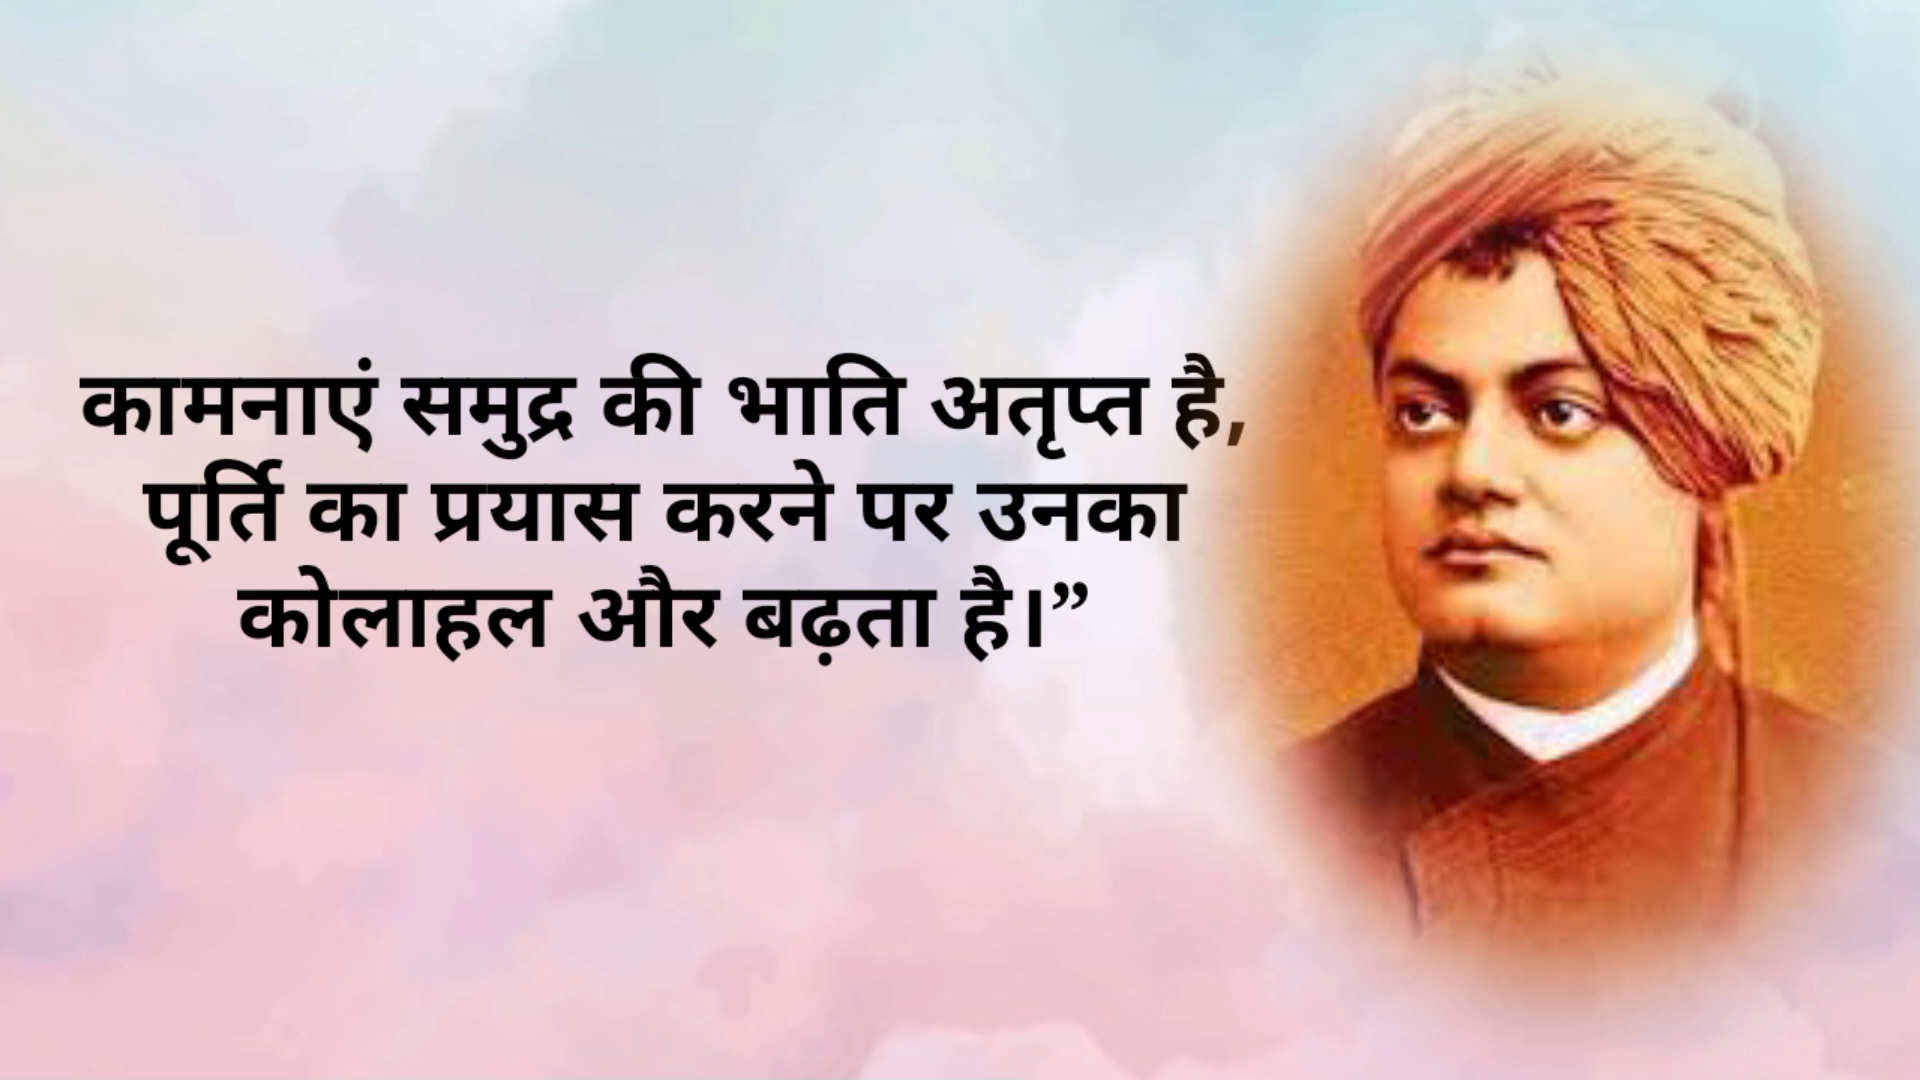 कामनाएं समुद्र की भाति अतृप्त है,
पूर्ति का प्रयास करने पर उनका
कोलाहल और बढ़ता है।”